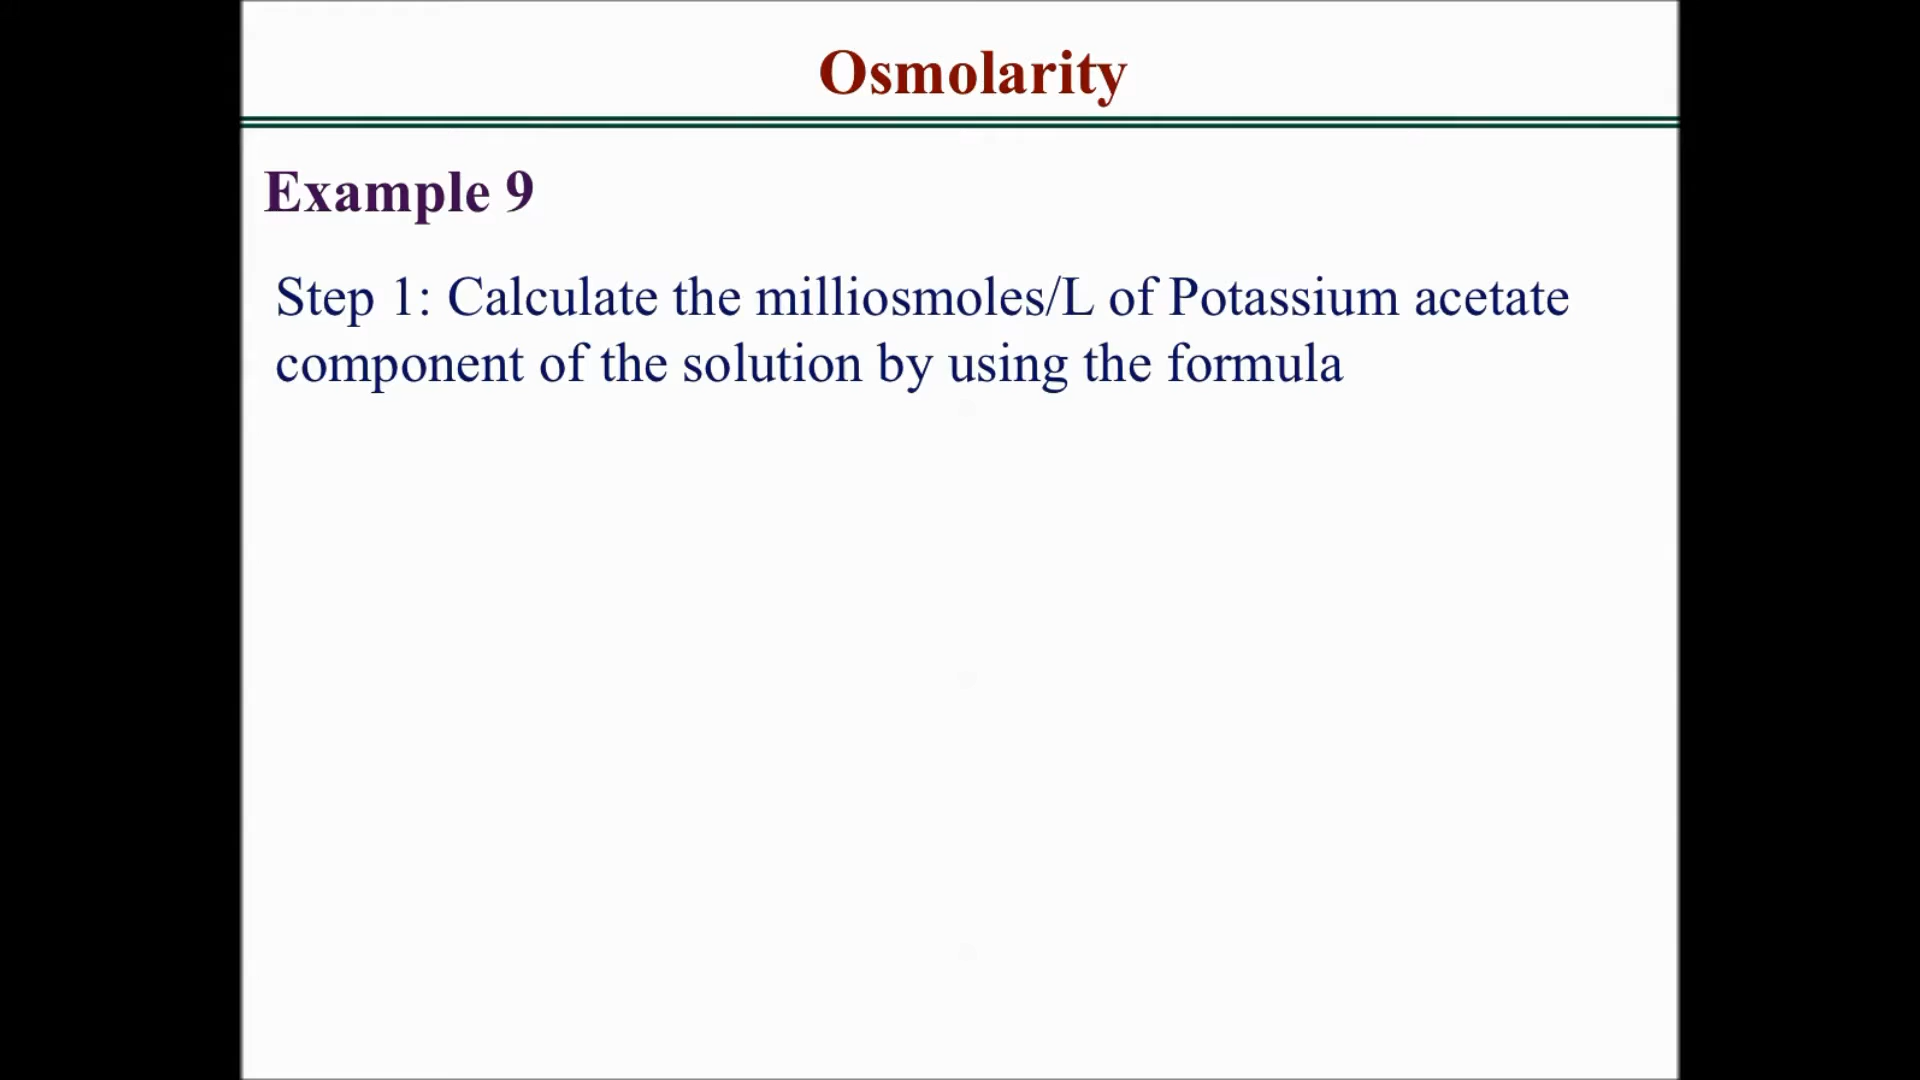 Osmolarity
Example 9
Step 1: Calculate the milliosmoles/L of Potassium acetate
component of the solution by using the formula